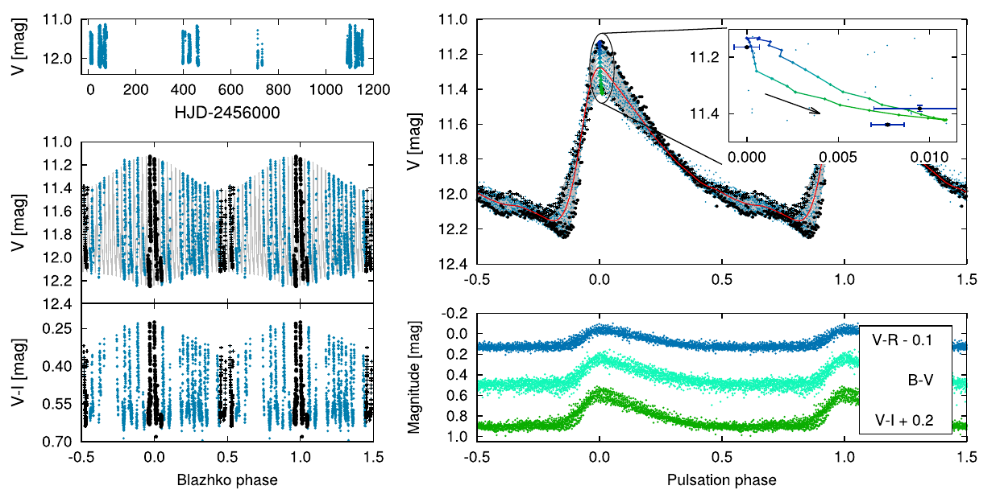 11.0
12.0
V [mag]
0 200 400 600 800 1000 1200
HJD-2456000
11.0
11.2
11.4
11.6
11.8
12.0
12.2
12.4
V [mag]
0.25
0.40
0.55
0.70
V-I [mag]
-0.5 0.0 0.5 1.0 1.5
Blazhko phase
11.0
11.2
11.4
11.6
11.8
12.0
12.2
12.4
V [mag]
-0.5 0.0 0.5 1.0 1.5
11.2
11.4
0.000 0.005 0.010
-0.2
0.0
0.2
0.4
0.6
0.8
1.0
Magnitude [mag]
V-R - 0.1
B-V
V-I + 0.2
-0.5 0.0 0.5 1.0 1.5
Pulsation phase